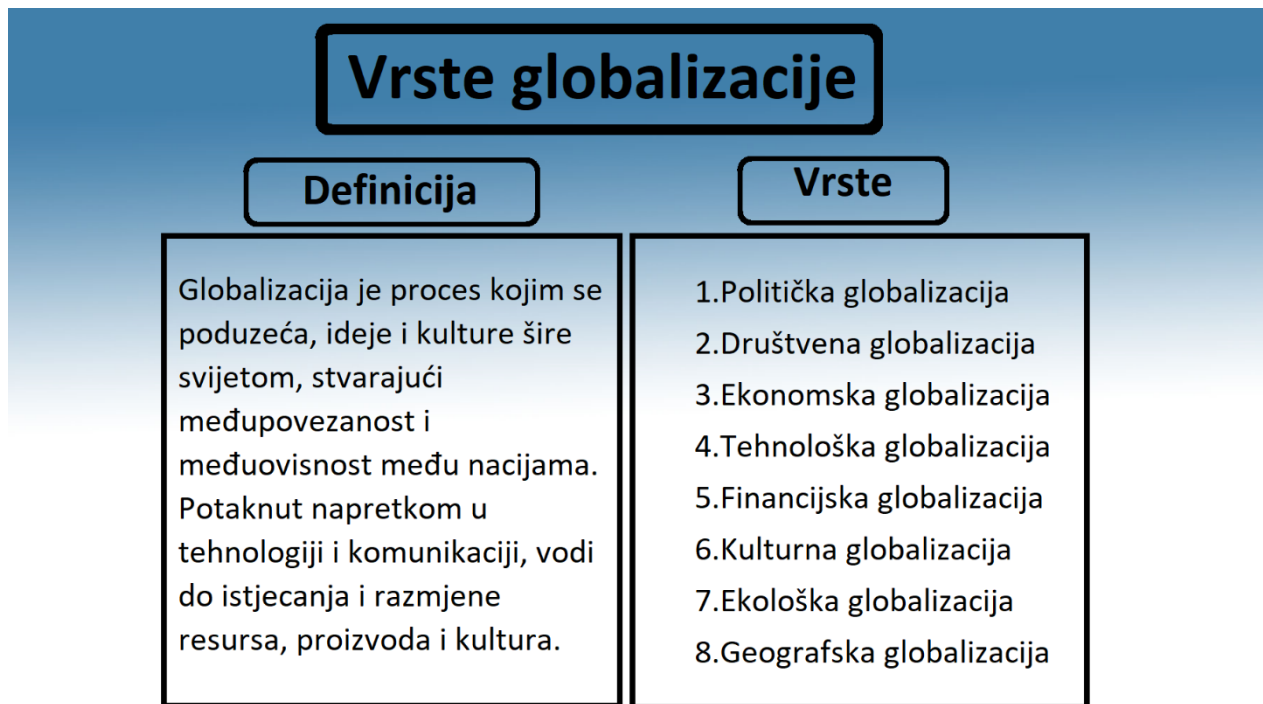 Vrste globalizacije
Definicija
Globalizacija je proces kojim se
poduzeća, ideje i kulture šire
svijetom, stvarajući
međupovezanost i
međuovisnost među nacijama.
Potaknut napretkom u
tehnologiji i komunikaciji, vodi
do istjecanja i razmjene
resursa, proizvoda i kultura.
Vrste
1.Politička globalizacija
2.Društvena globalizacija
3.Ekonomska globalizacija
4.Tehnološka globalizacija
5.Financijska globalizacija
6.Kulturna globalizacija
7.Ekološka globalizacija
8.Geografska globalizacija